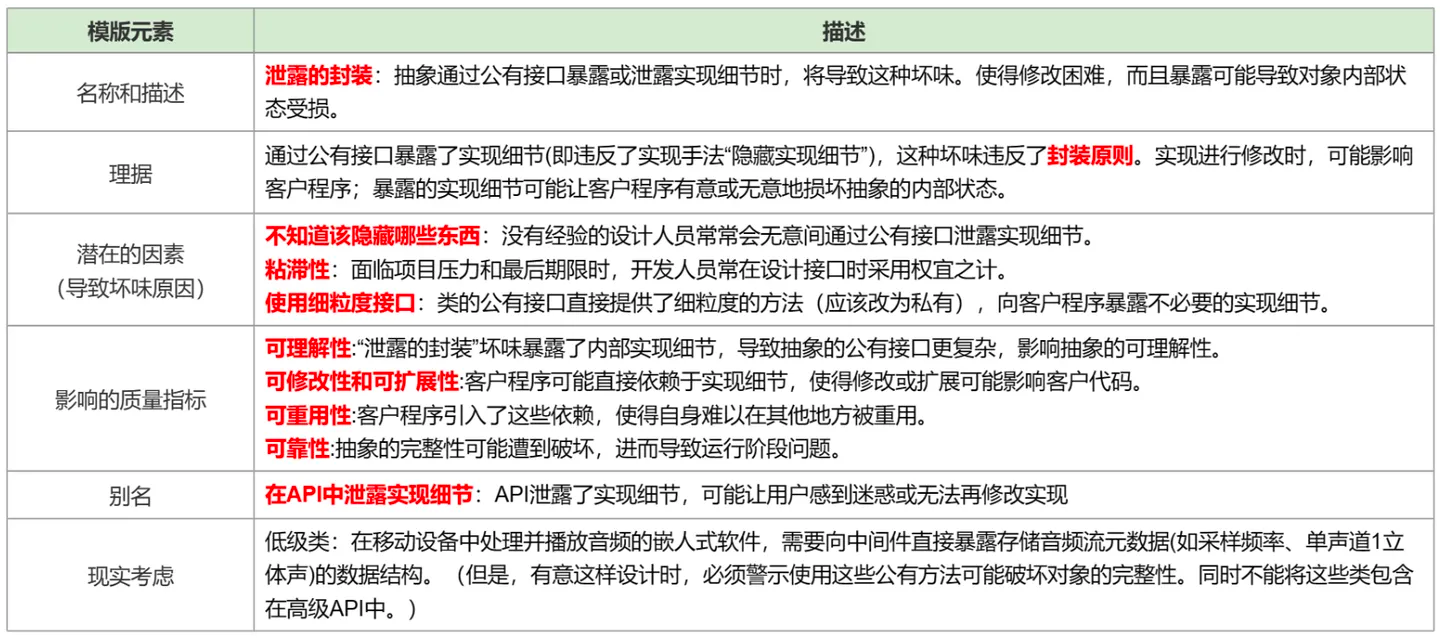 模版元素
描述
名称和描述
泄露的封装：抽象通过公有接口暴露或泄露实现细节时，将导致这种坏味。使得修改困难，而且暴露可能导致对象内部状
态受损。
理据
通过公有接口暴露了实现细节(即违反了实现手法“隐藏实现细节”)，这种坏味违反了封装原则。实现进行修改时，可能影响
客户程序；暴露的实现细节可能让客户程序有意或无意地损坏抽象的内部状态。
潜在的因素
（导致坏味原因）
不知道该隐藏哪些东西：没有经验的设计人员常常会无意间通过公有接口泄露实现细节。
粘滞性：面临项目压力和最后期限时，开发人员常在设计接口时采用权宜之计。
使用细粒度接口：类的公有接口直接提供了细粒度的方法（应该改为私有），向客户程序暴露不必要的实现细节。
影响的质量指标
可理解性:“泄露的封装”坏味暴露了内部实现细节，导致抽象的公有接口更复杂，影响抽象的可理解性。
可修改性和可扩展性:客户程序可能直接依赖于实现细节，使得修改或扩展可能影响客户代码。
可重用性:客户程序引入了这些依赖，使得自身难以在其他地方被重用。
可靠性:抽象的完整性可能遭到破坏，进而导致运行阶段问题。
别名
在API中泄露实现细节：API泄露了实现细节，可能让用户感到迷惑或无法再修改实现
现实考虑
低级类：在移动设备中处理并播放音频的嵌人式软件，需要向中间件直接暴露存储音频流元数据(如采样频率、单声道1立
体声)的数据结构。（但是，有意这样设计时，必须警示使用这些公有方法可能破坏对象的完整性。同时不能将这些类包含
在高级API中。）